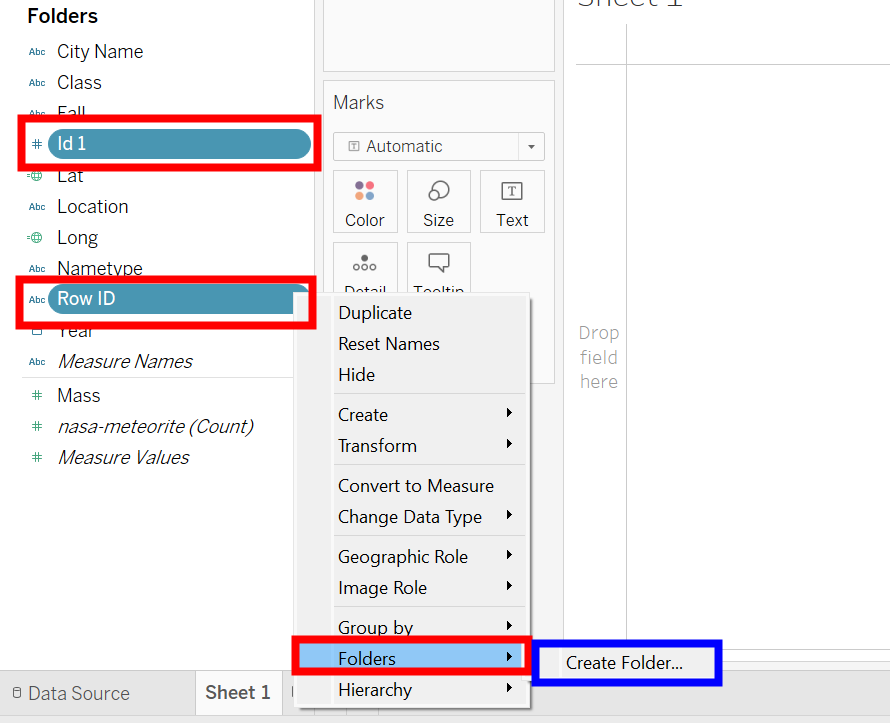 Folders
Abc City Name
Abc Class
Abc Fall
# Id 1
Lat
Abc Location
Long
Abc Nametype
Abc Row ID
Year
Abc Measure Names
# Mass
# nasa-meteorite (Count)
# Measure Values
Data Source
Sheet 1
Marks
T Automatic
Color
Size
T
Text
Detail
Tooltip
Duplicate
Reset Names
Hide
Create
Transform
Convert to Measure
Change Data Type
Geographic Role
Image Role
Group by
Folders
Hierarchy
Create Folder...
Sheet 1
Drop
field
here